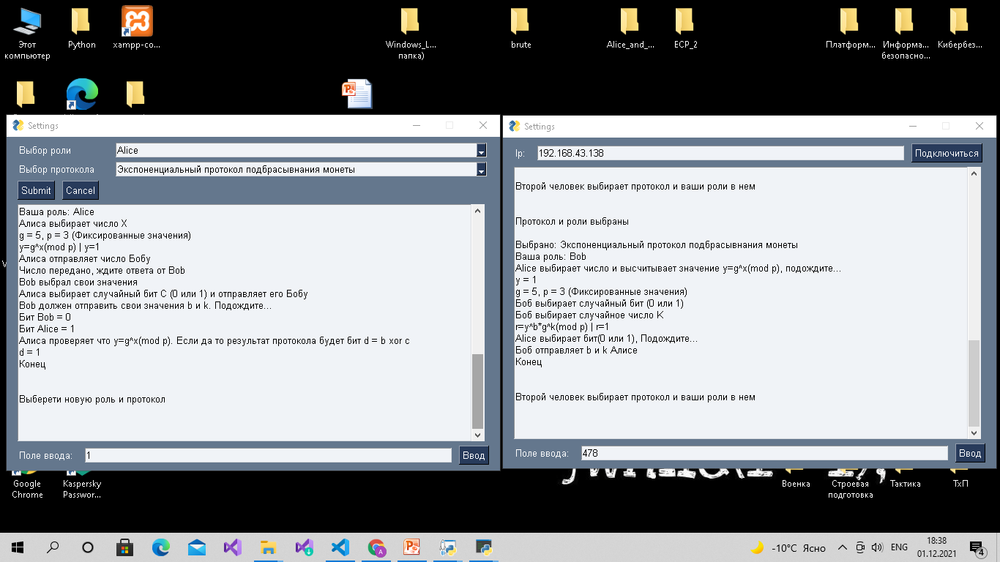 Этот компьютер
Python
xampp-co...
Windows_L... папка)
brute
Alice_and_...
ECP_2
Платформ...
Информа... безопасно...
Кибербез...
Settings
Выбор роли
Alice
Выбор протокола
Экспоненциальный протокол подбрасывнания монеты
Submit
Cancel
Ваша роль: Alice
Алиса выбирает число X
g = 5, p = 3 (Фиксированные значения)
y=g^x(mod p) | y=1
Алиса отправляет число Бобу
Число передано, ждите ответа от Bob
Bob выбрал свои значения
Алиса выбирает случайный бит C (0 или 1) и отправляет его Бобу
Bob должен отправить свои значения b и k. Подождите...
Бит Bob = 0
Бит Alice = 1
Алиса проверяет что y=g^x(mod p). Если да то результат протокола будет бит d = b xor c
d = 1
Конец
Выберети новую роль и протокол
Поле ввода:
1
Ввод
Settings
Ip:
192.168.43.138
Подключиться
Второй человек выбирает протокол и ваши роли в нем
Протокол и роли выбраны
Выбрано: Экспоненциальный протокол подбрасывнания монеты
Ваша роль: Bob
Alice выбирает число и высчитывает значение y=g^x(mod p), подождите...
y = 1
g = 5, p = 3 (Фиксированные значения)
Боб выбирает случайный бит (0 или 1)
Боб выбирает случайное число K
r=y^b*g^k(mod p) | r=1
Alice выбирает бит(0 или 1), Подождите...
Боб отправляет b и k Алисе
Конец
Второй человек выбирает протокол и ваши роли в нем
Поле ввода:
478
Ввод
Google Chrome
Kaspersky Passwor...
Военка
Строевая подготовка
Тактика
ТхП
-10°C Ясно
ENG
18:38
01.12.2021
4